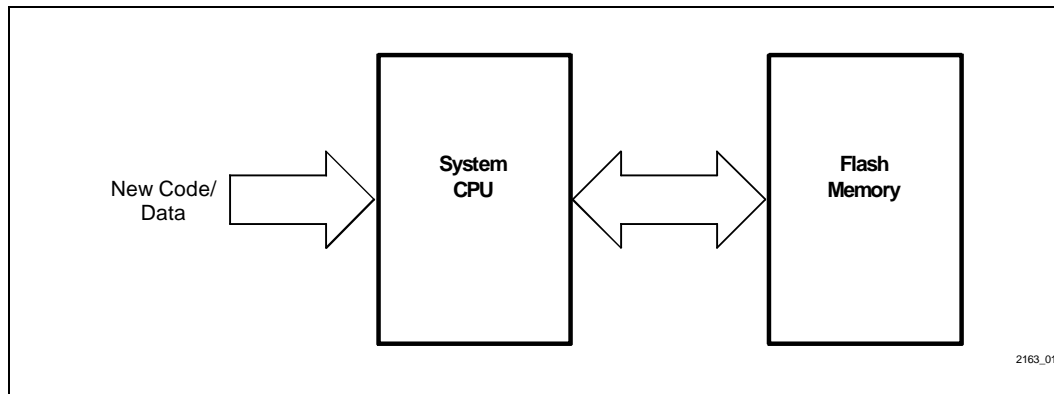 New Code/
Data
System
CPU
Flash
Memory
2163_01